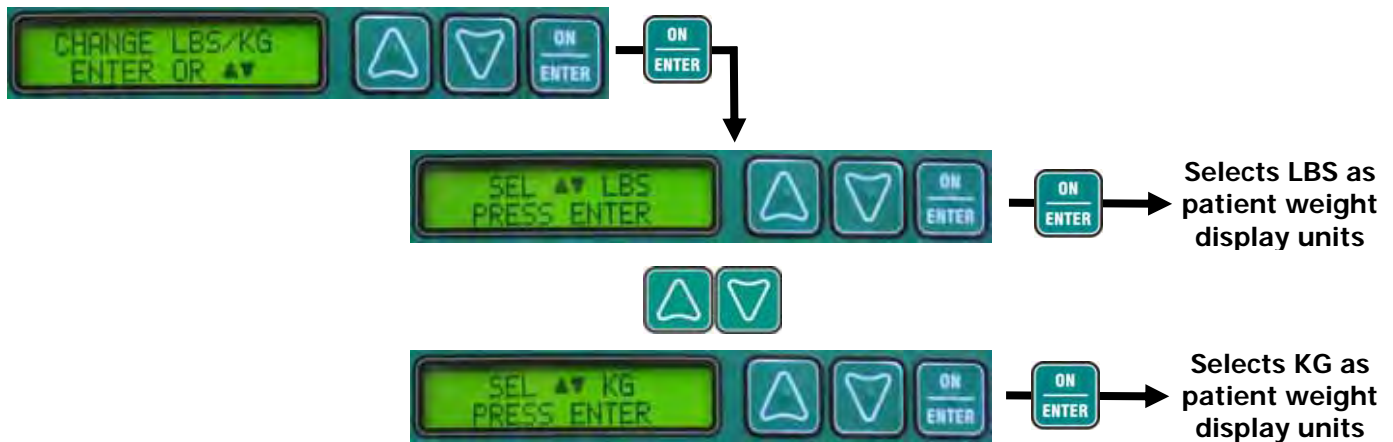 CHANGE LBS/KG
ENTER OR ▲▼
ON
ENTER
ON
ENTER
SEL ▲▼ LBS
PRESS ENTER
ON
ENTER
ON
ENTER
Selects LBS as
patient weight
display units
SEL ▲▼ KG
PRESS ENTER
ON
ENTER
ON
ENTER
Selects KG as
patient weight
display units